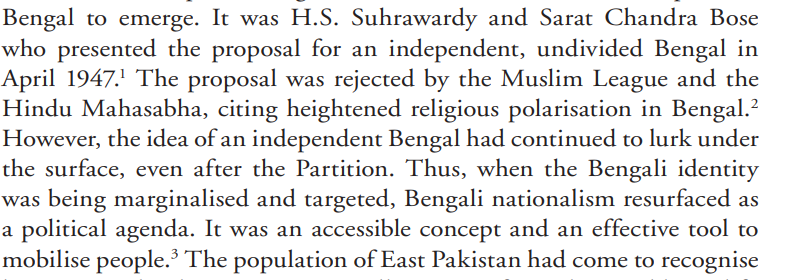 Bengal to emerge. It was H.S. Suhrawardy and Sarat Chandra Bose
who presented the proposal for an independent, undivided Bengal in
April 1947.¹ The proposal was rejected by the Muslim League and the
Hindu Mahasabha, citing heightened religious polarisation in Bengal.²
However, the idea of an independent Bengal had continued to lurk under
the surface, even after the Partition. Thus, when the Bengali identity
was being marginalised and targeted, Bengali nationalism resurfaced as
a political agenda. It was an accessible concept and an effective tool to
mobilise people.³ The population of East Pakistan had come to recognise